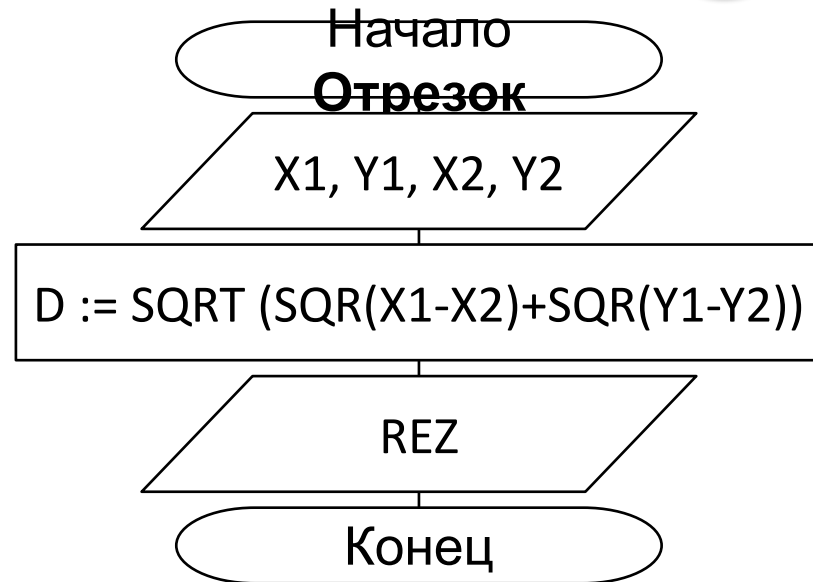 Начало
Отрезок
X1, Y1, X2, Y2
D := SQRT (SQR(X1-X2)+SQR(Y1-Y2))
REZ
Конец